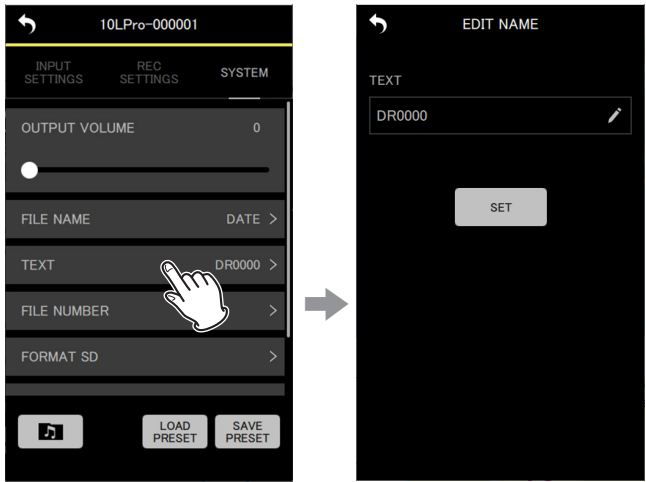 10LPro-000001
INPUT
SETTINGS
REC
SETTINGS
SYSTEM
OUTPUT VOLUME 0
FILE NAME DATE >
TEXT DR0000 >
FILE NUMBER >
FORMAT SD >
LOAD
PRESET
SAVE
PRESET
EDIT NAME
TEXT
DR0000
SET